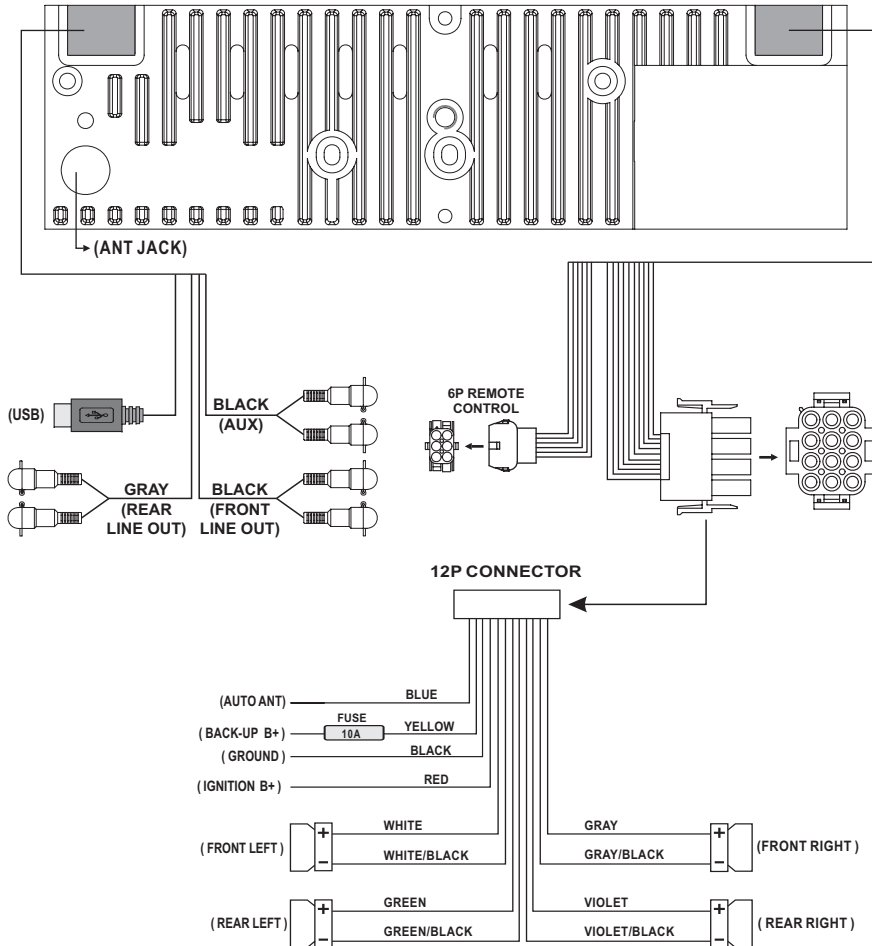 (ANT JACK)
(USB)
BLACK
(AUX)
6P REMOTE
CONTROL
GRAY
(REAR
LINE OUT)
BLACK
(FRONT
LINE OUT)
12P CONNECTOR
(AUTO ANT)
BLUE
( BACK-UP B+)
FUSE
10A
YELLOW
( GROUND )
BLACK
( IGNITION B+)
RED
( FRONT LEFT )
+
WHITE
−
WHITE/BLACK
GRAY
+
GRAY/BLACK
−
(FRONT RIGHT )
( REAR LEFT )
+
GREEN
−
GREEN/BLACK
VIOLET
+
VIOLET/BLACK
−
( REAR RIGHT )